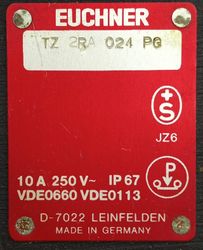 EUCHNER
TZ 2RA 024 PG
+
S
JZ6
P
10 A 250 V~ IP 67
VDE0660 VDE0113
D-7022 LEINFELDEN
MADE IN GERMANY